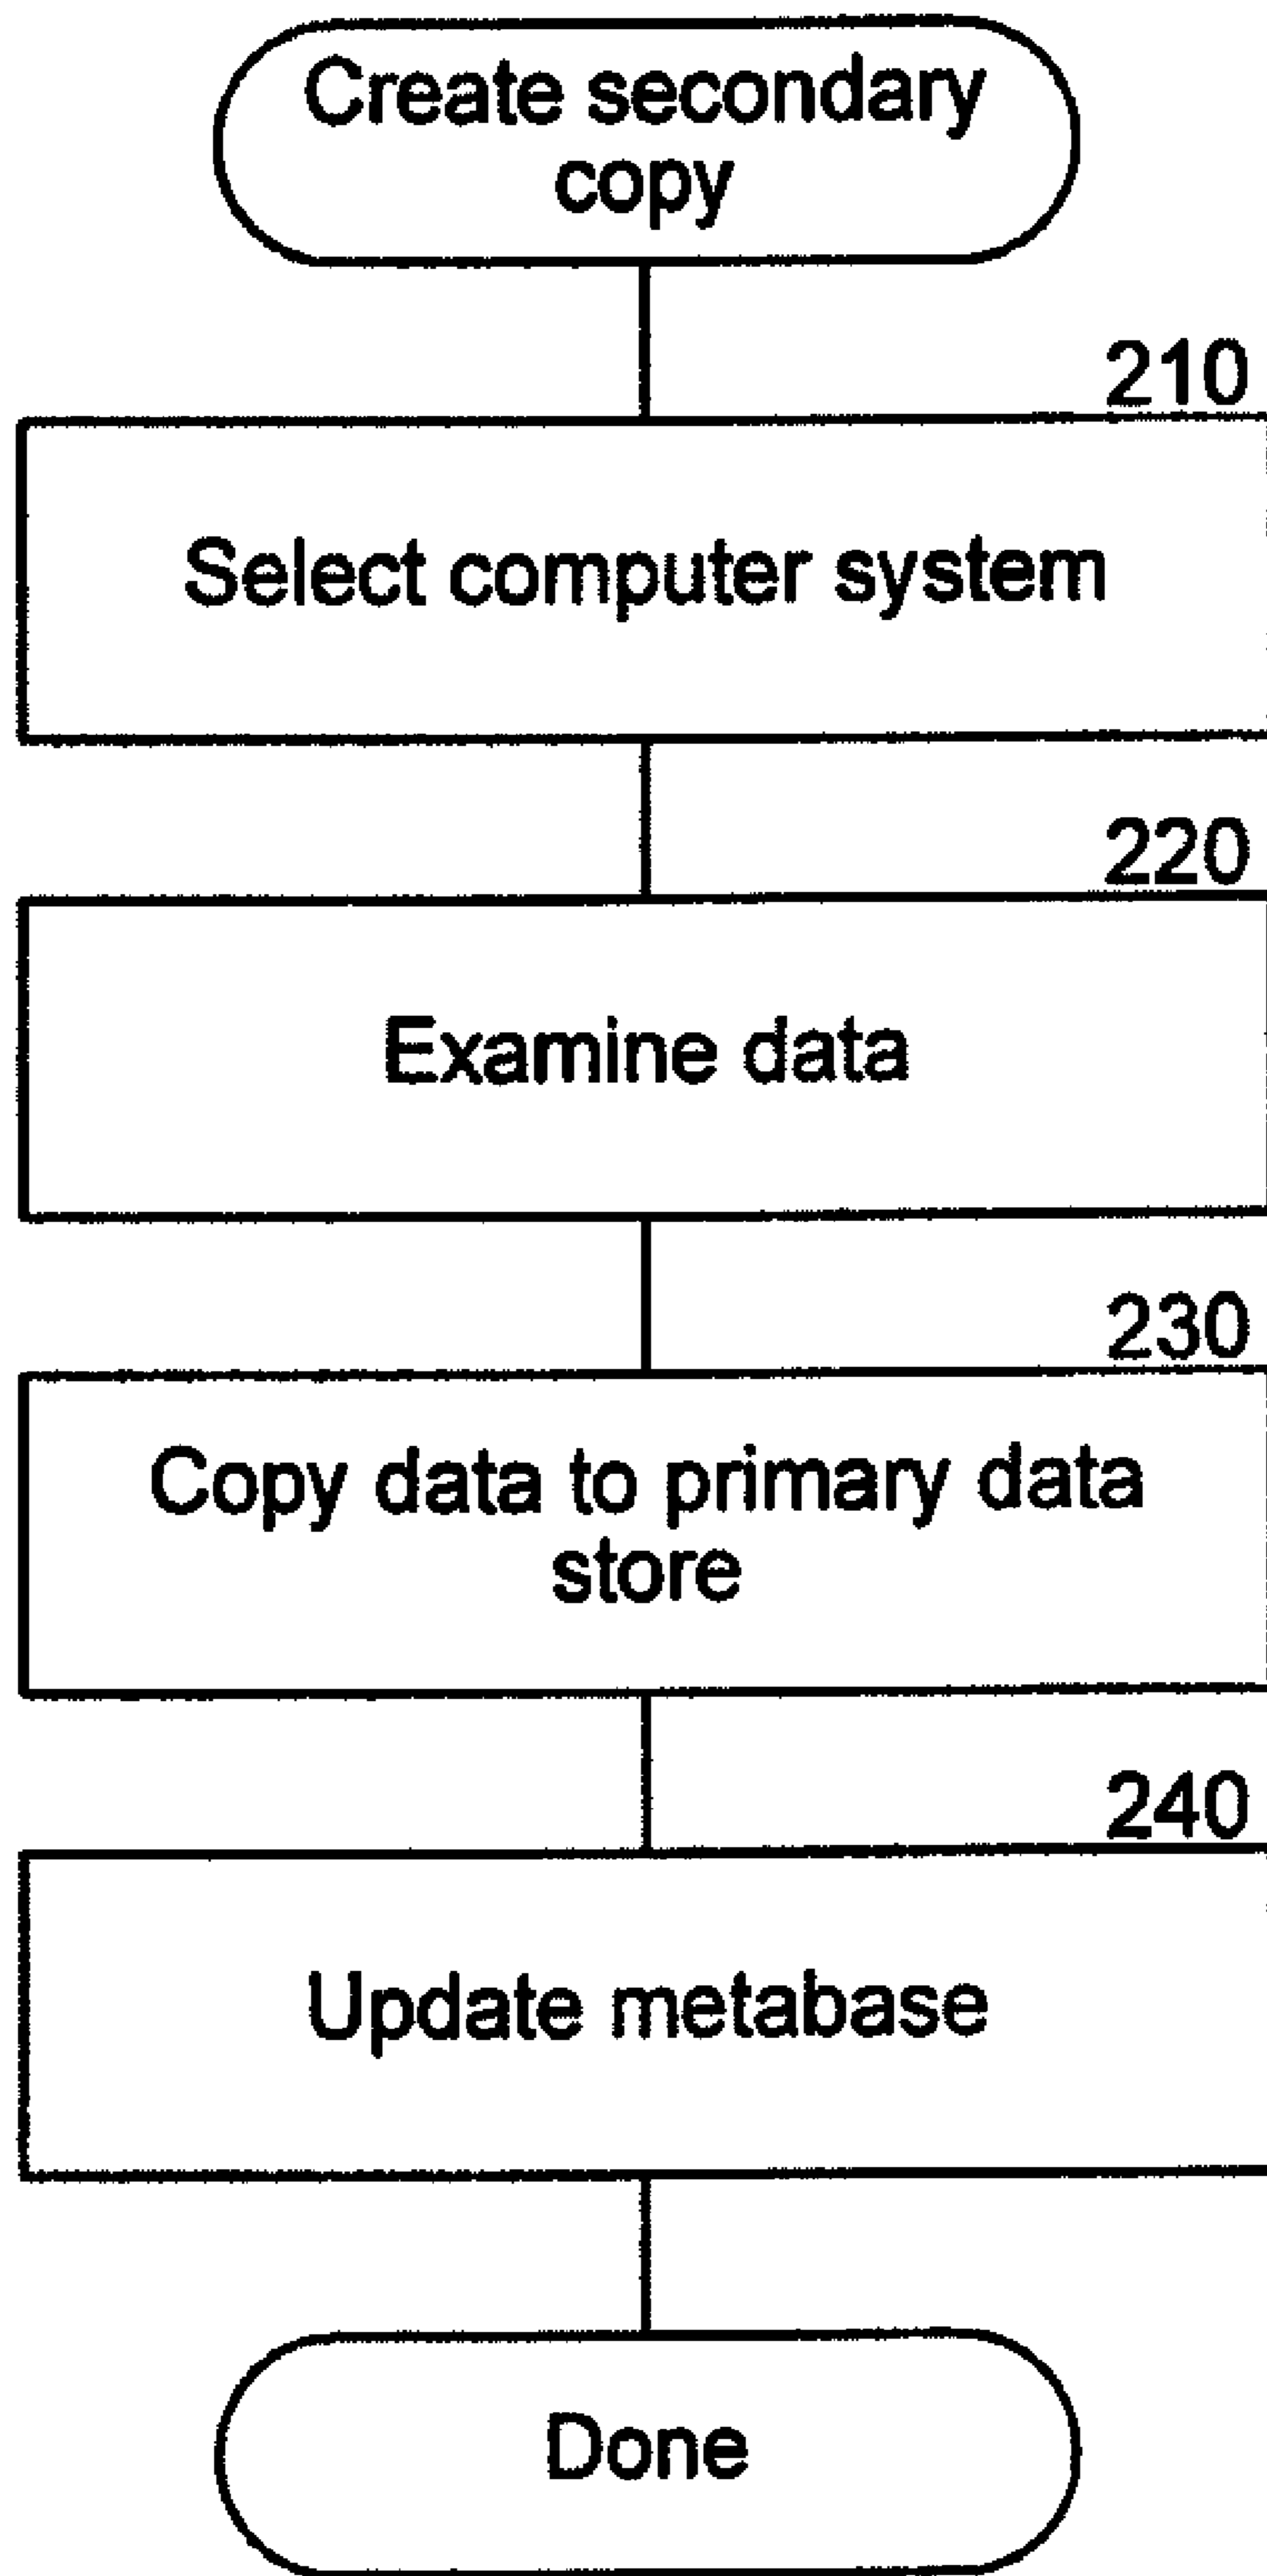 Create secondary
copy
210
Select computer system
220
Examine data
230
Copy data to primary data
store
240
Update metabase
Done